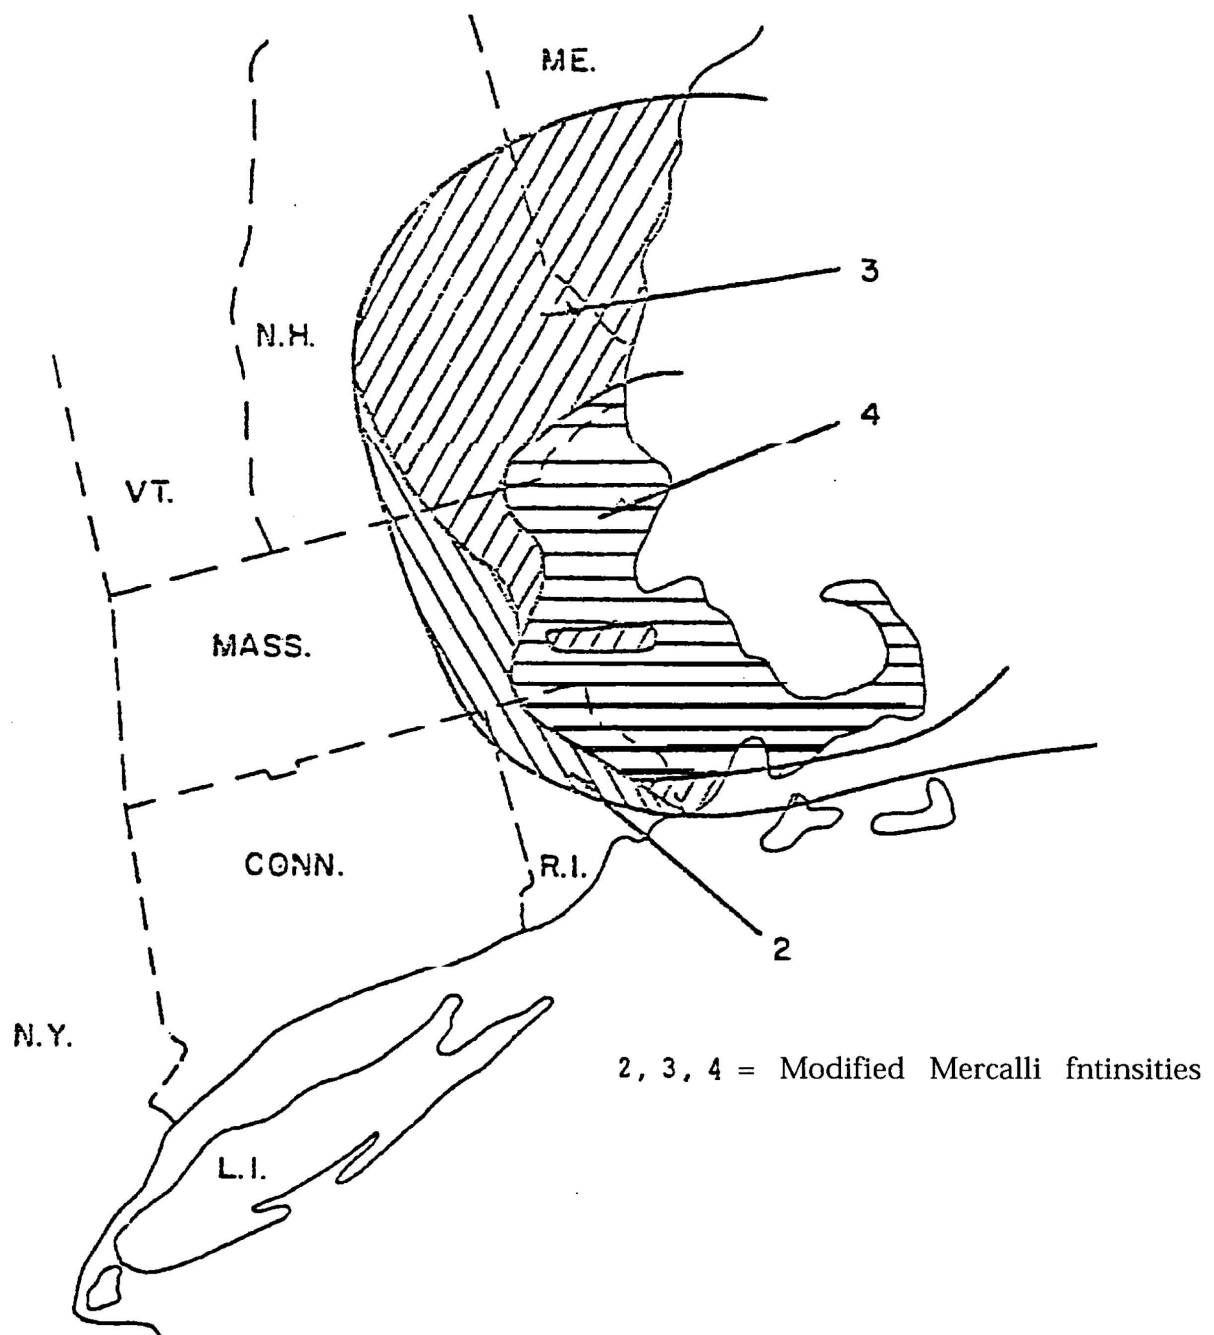 ME.
3
N.H.
4
VT.
MASS.
CONN.
R.I.
2
N.Y.
2, 3, 4 = Modified Mercalli fntinsities
L.I.